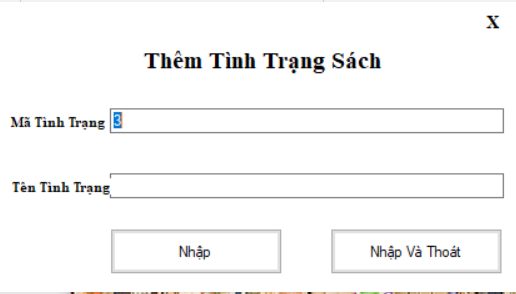 X
Thêm Tình Trạng Sách
Mã Tình Trạng 3
Tên Tình Trạng
Nhập Nhập Và Thoát